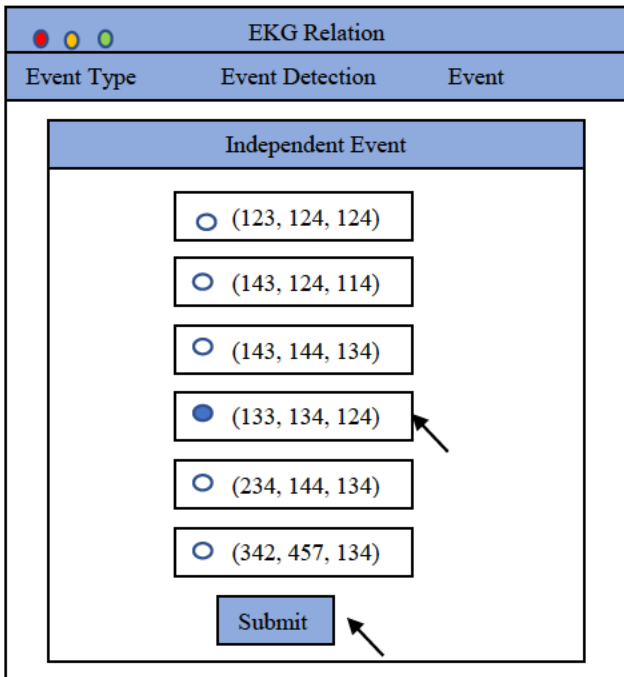 EKG Relation
Event Type Event Detection Event
Independent Event
(123, 124, 124)
(143, 124, 114)
(143, 144, 134)
(133, 134, 124)
(234, 144, 134)
(342, 457, 134)
Submit